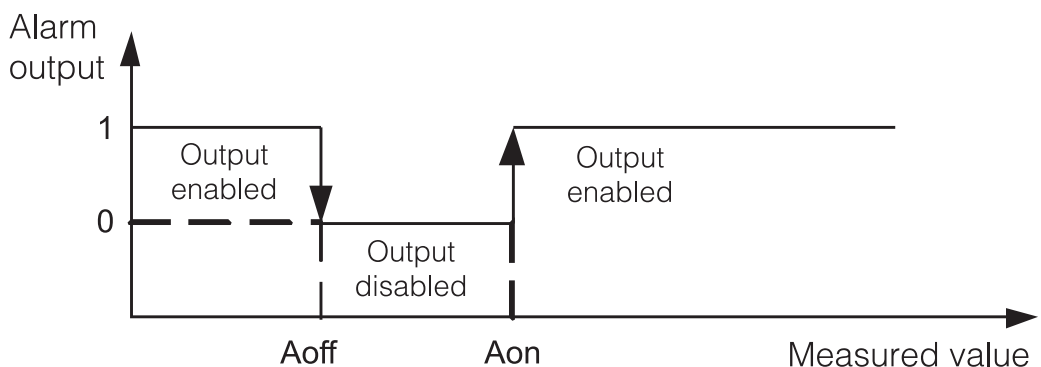 Alarm
output
1
Output
enabled
Output
enabled
0
Output
disabled
Aoff
Aon
Measured value